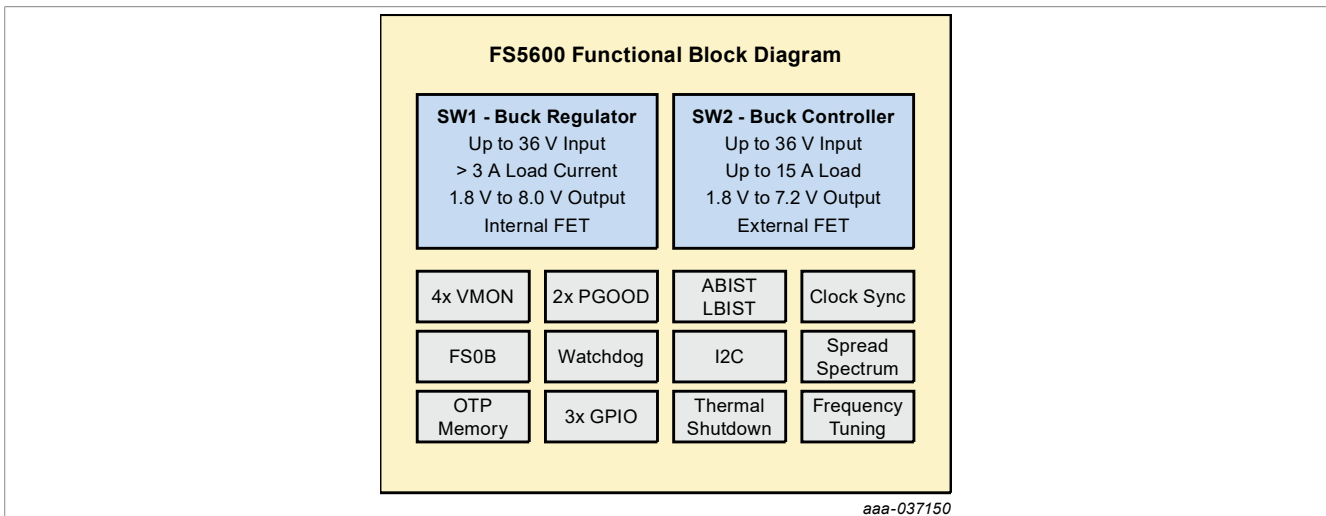 FS5600 Functional Block Diagram
SW1 - Buck Regulator
Up to 36 V Input
> 3 A Load Current
1.8 V to 8.0 V Output
Internal FET
SW2 - Buck Controller
Up to 36 V Input
Up to 15 A Load
1.8 V to 7.2 V Output
External FET
4x VMON
2x PGOOD
ABIST
LBIST
Clock Sync
FS0B
Watchdog
I2C
Spread
Spectrum
OTP
Memory
3x GPIO
Thermal
Shutdown
Frequency
Tuning
aaa-037150